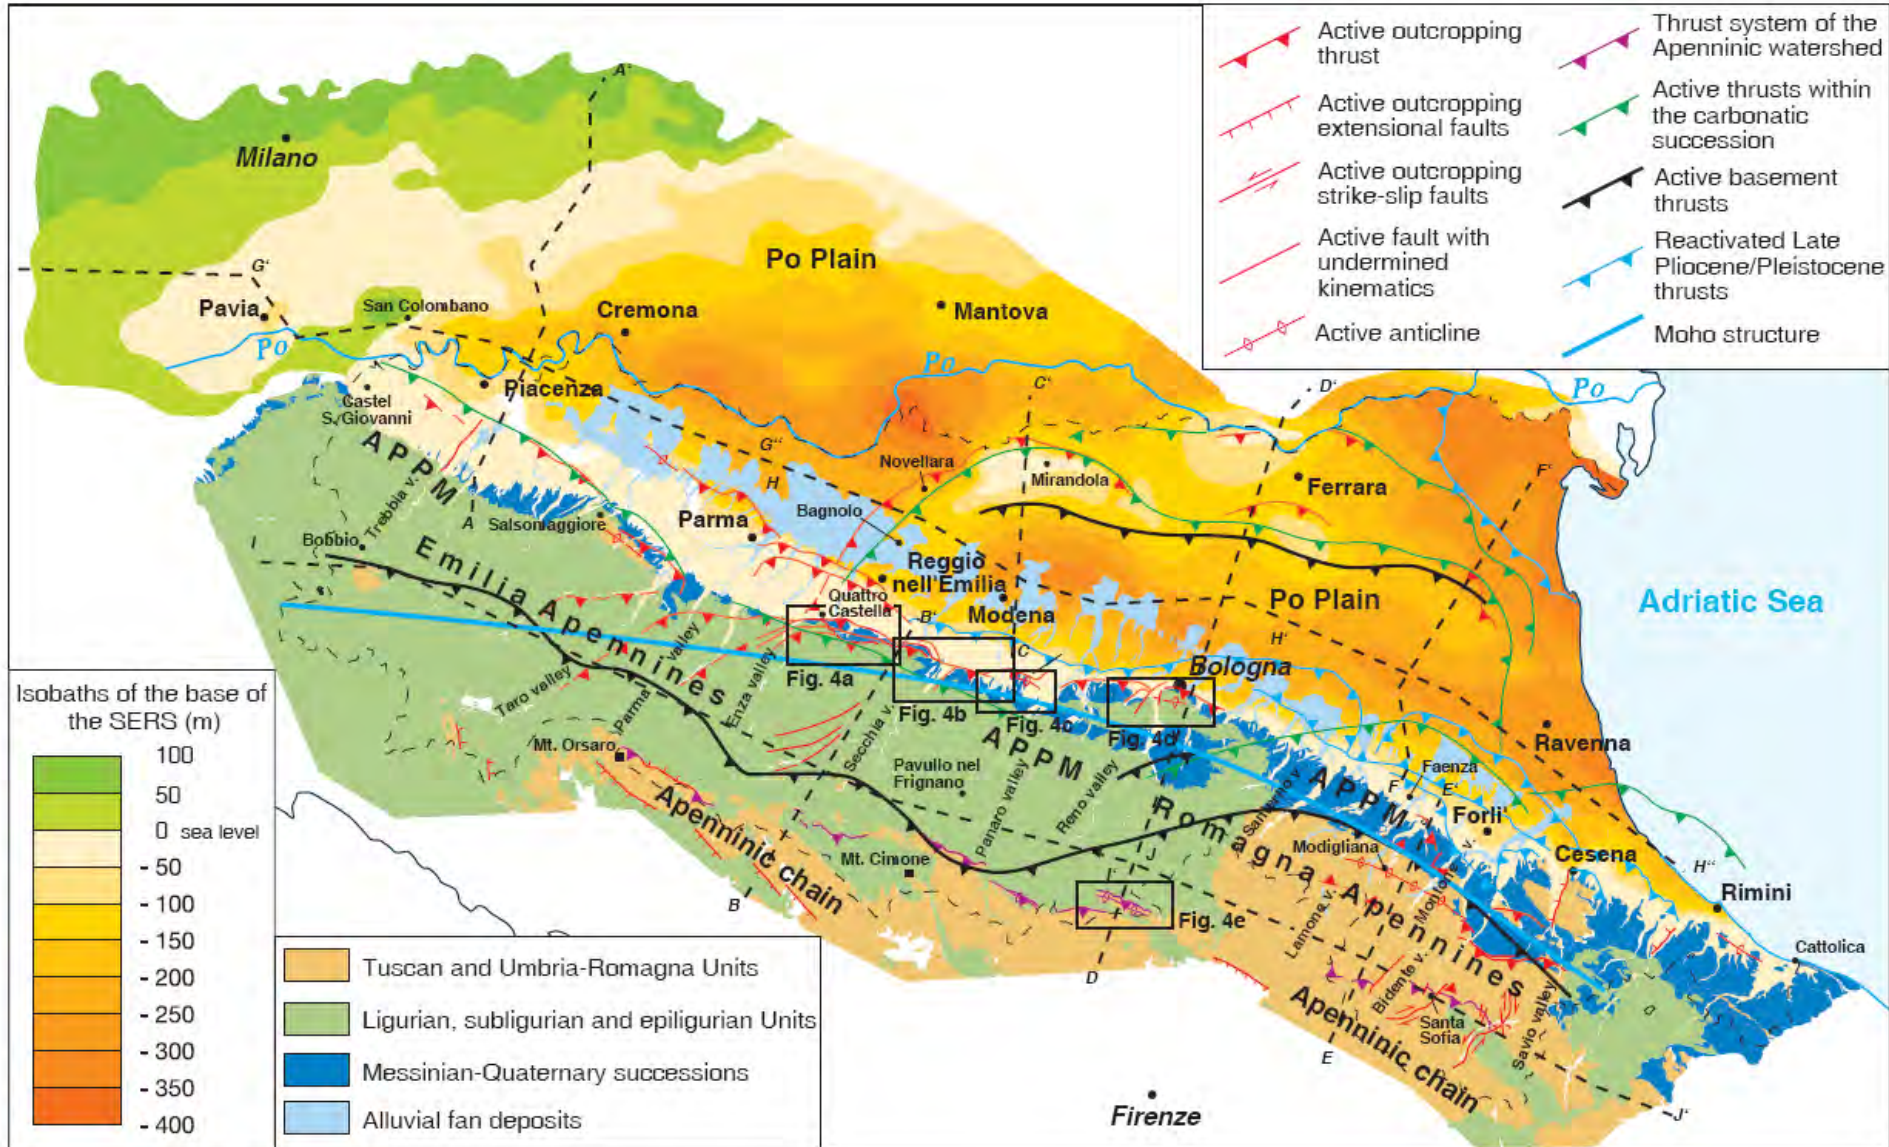 A'
Milano
Po Plain
G'
Pavia
San Colombano
Cremona
Mantova
Po
Po
Po
Piacenza
Castel
S. Giovanni
C'
D'
G"
H
Novellara
Mirandola
Ferrara
F'
APPM
Trebbia v.
A
Salsomaggiore
Parma
Bagnolo
I
Bobbio
Emilia Apennines
Reggio
nell'Emilia
Quattro
Castella
Modena
B'
C
Po Plain
H'
Bologna
Adriatic Sea
Taro valley
Parma
valley
Enza valley
Fig. 4a
Secchia v.
Fig. 4b
Fig. 4c
Fig. 4d
APPM
Mt. Orsaro
Pavullo nel
Frignano
Panaro valley
Reno valley
Ravenna
Faenza
F
E'
Forli'
APPM
Romagna Apennines
Santerno v.
Modigliana
Cesena
H"
Rimini
Cattolica
Apenninic chain
Mt. Cimone
J
B
D
Fig. 4e
Lamone v.
Montone v.
Bidente v.
Santa
Sofia
Savio valley
Apenninic chain
E
J'
Firenze
Active outcropping
thrust
Active outcropping
extensional faults
Active outcropping
strike-slip faults
Active fault with
undermined
kinematics
Active anticline
Thrust system of the
Apenninic watershed
Active thrusts within
the carbonatic
succession
Active basement
thrusts
Reactivated Late
Pliocene/Pleistocene
thrusts
Moho structure
Isobaths of the base of
the SERS (m)
100
50
0 sea level
- 50
- 100
- 150
- 200
- 250
- 300
- 350
- 400
Tuscan and Umbria-Romagna Units
Ligurian, subligurian and epiligurian Units
Messinian-Quaternary successions
Alluvial fan deposits